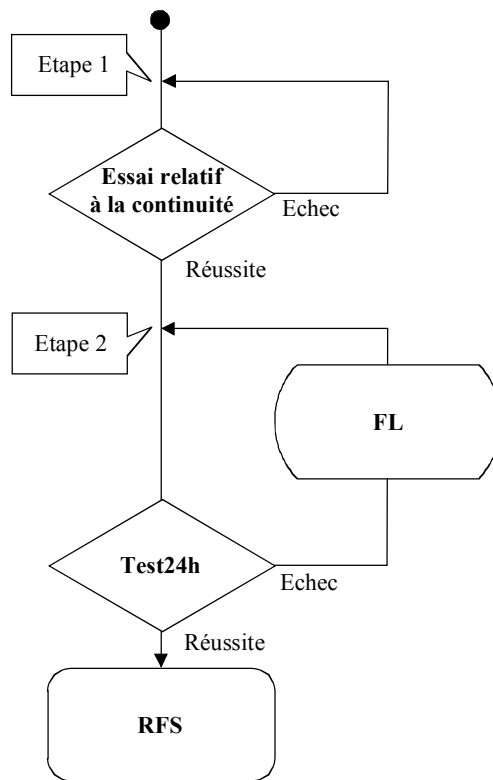 Etape 1
Essai relatif
à la continuité
Echec
Réussite
Etape 2
FL
Test24h
Echec
Réussite
RFS